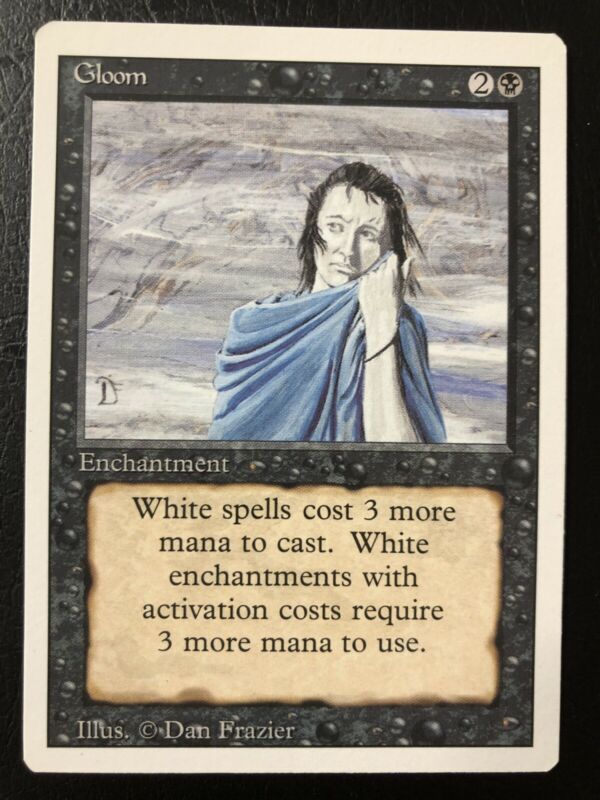 Gloom 2
D
Enchantment
White spells cost 3 more
mana to cast. White
enchantments with
activation costs require
3 more mana to use.
Illus. © Dan Frazier